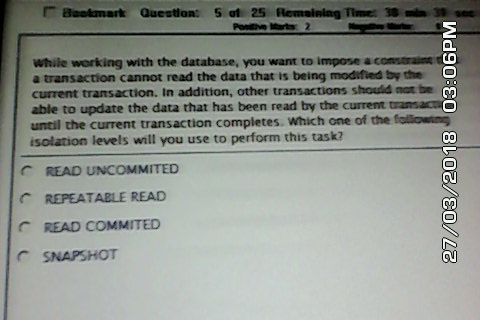 Bookmark Question: 5 of 25 Remaining Time: 38 min sec
Positive Marks: 2 Negative Marks:
While working with the database, you want to impose a constraint
a transaction cannot read the data that is being modified by the
current transaction. In addition, other transactions should not be
able to update the data that has been read by the current
until the current transaction completes. Which one of the following
isolation levels will you use to perform this task?
READ UNCOMMITED
REPEATABLE READ
READ COMMITED
SNAPSHOT
27/03/2018 03:06PM